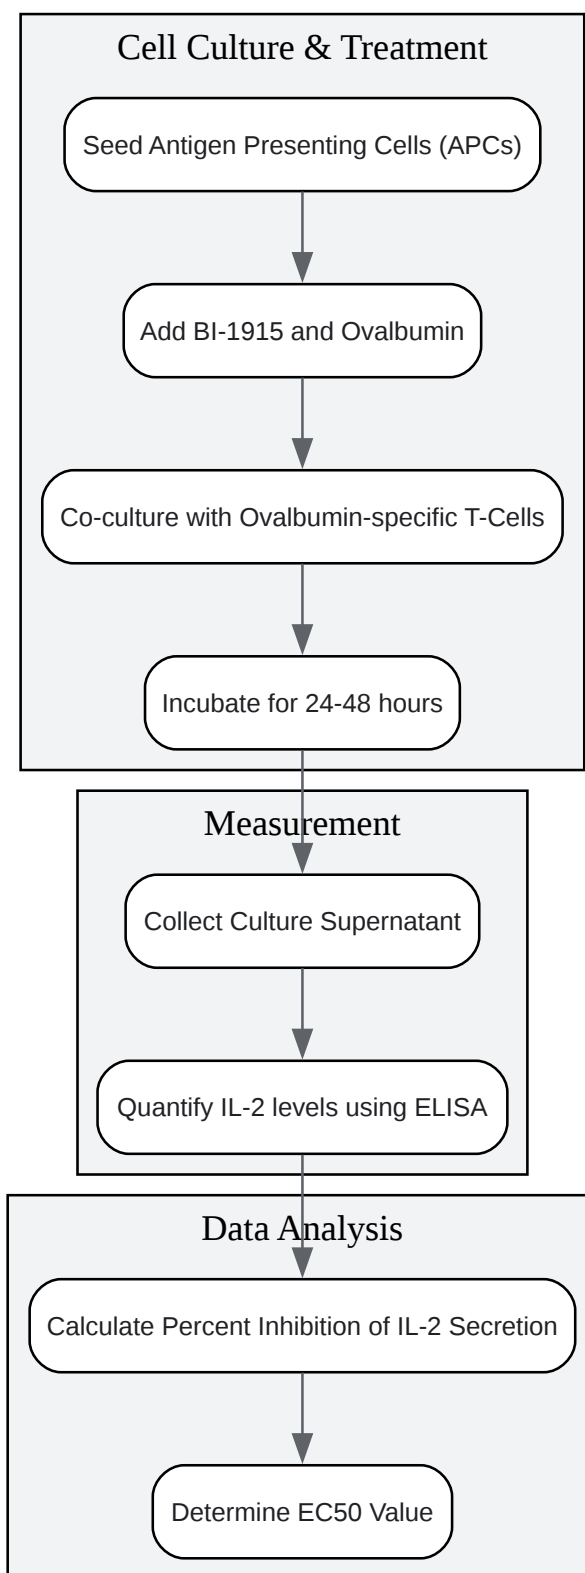 Cell Culture & Treatment
Seed Antigen Presenting Cells (APCs)
Add BI-1915 and Ovalbumin
Co-culture with Ovalbumin-specific T-Cells
Incubate for 24-48 hours
Measurement
Collect Culture Supernatant
Quantify IL-2 levels using ELISA
Data Analysis
Calculate Percent Inhibition of IL-2 Secretion
Determine EC50 Value